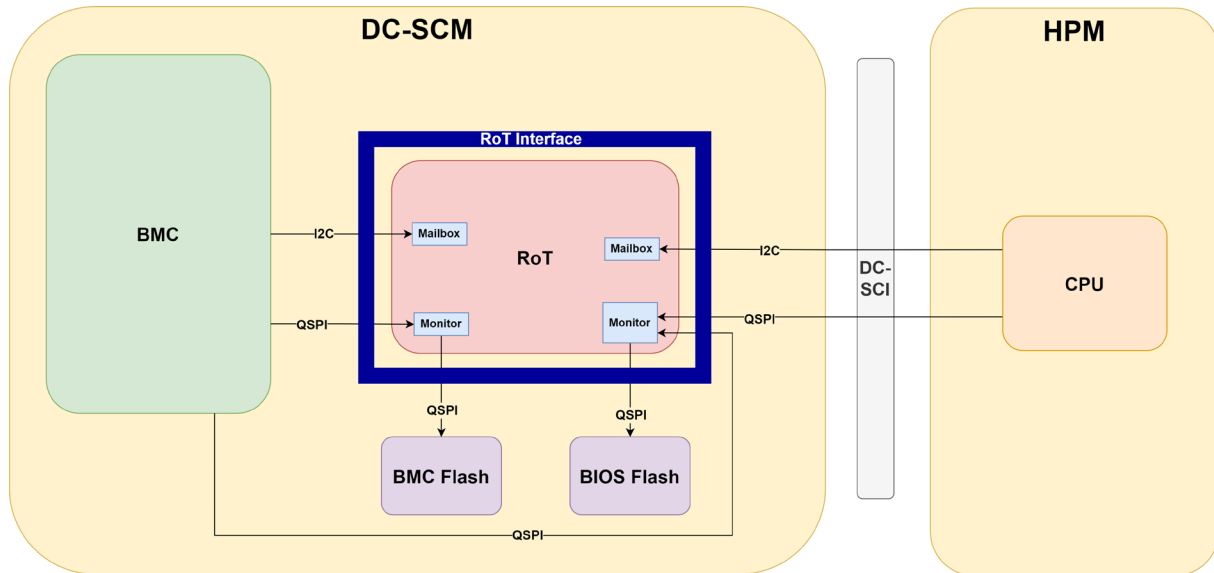 DC-SCM
HPM
RoT Interface
BMC
I2C
Mailbox
RoT
Mailbox
I2C
DC-
SCI
CPU
QSPI
Monitor
Monitor
QSPI
QSPI
QSPI
BMC Flash
BIOS Flash
QSPI